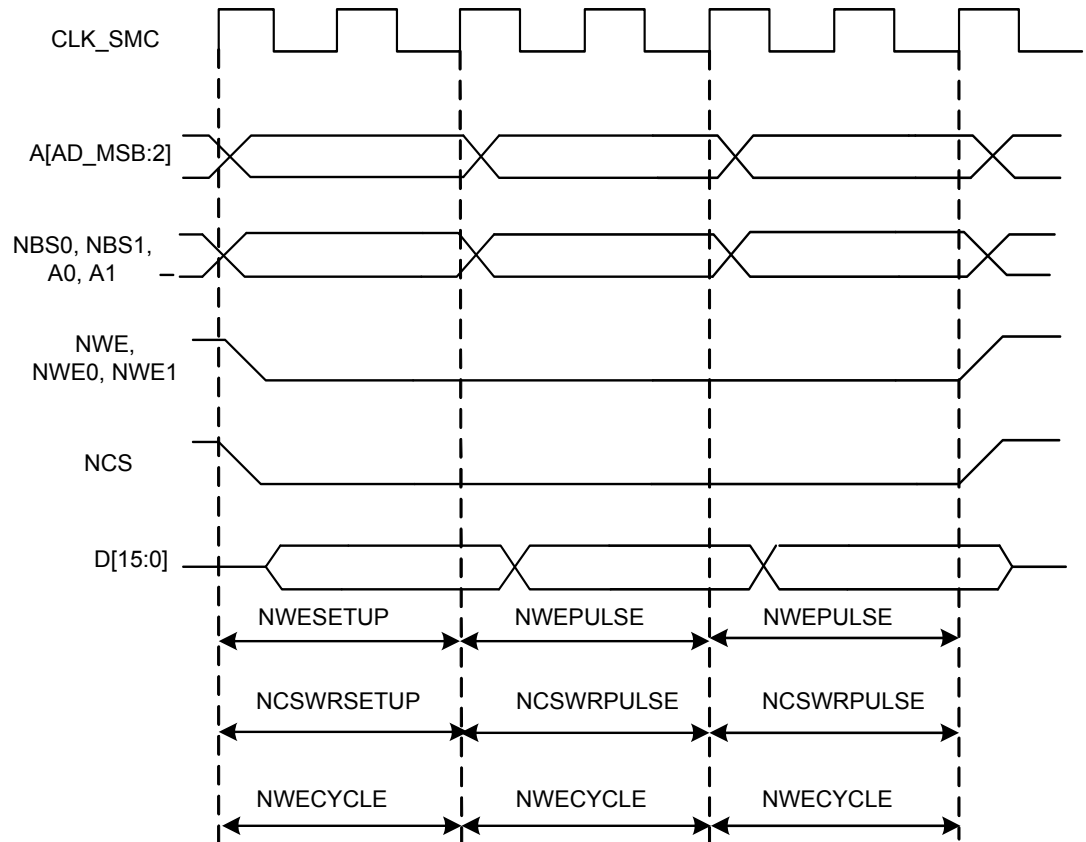 CLK_SMC
A[AD_MSB:2]
NBS0, NBS1,
A0, A1
NWE,
NWE0, NWE1
NCS
D[15:0]
NWESETUP NWEPULSE NWEPULSE
NCSWRSETUP NCSWRPULSE NCSWRPULSE
NWECYCLE NWECYCLE NWECYCLE